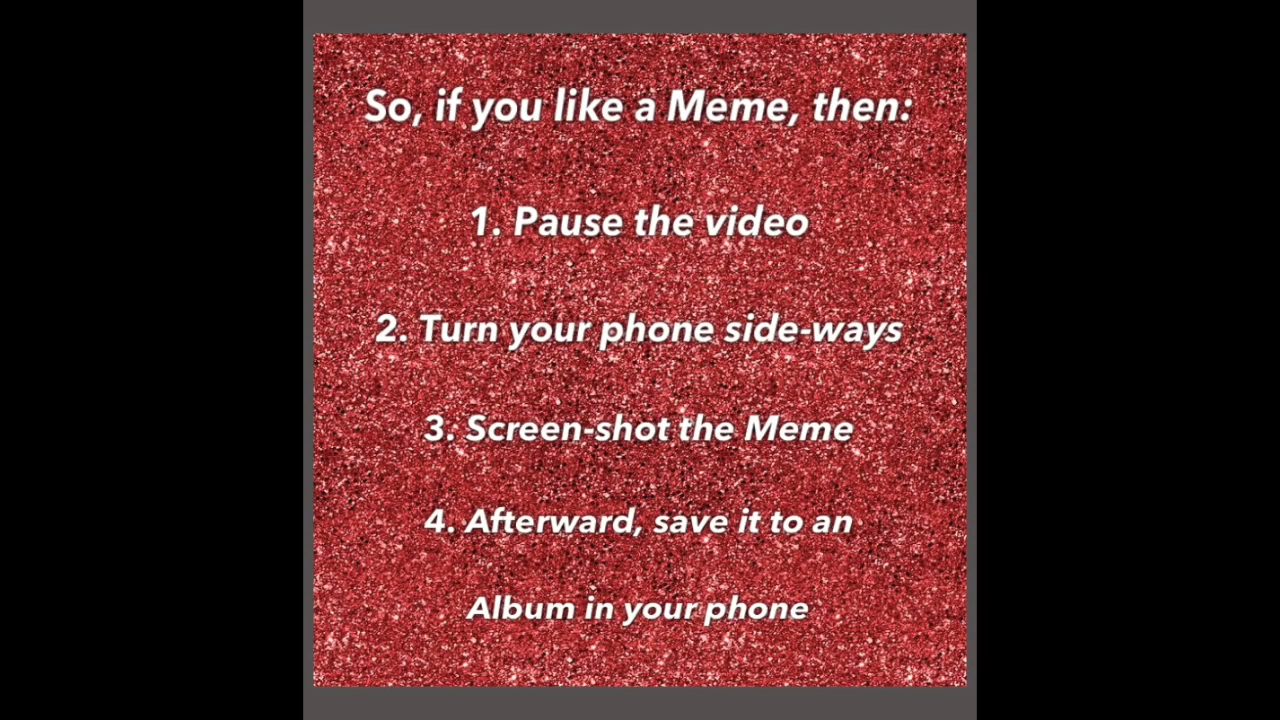 So, if you like a Meme, then:
1. Pause the video
2. Turn your phone side-ways
3. Screen-shot the Meme
4. Afterward, save it to an
Album in your phone